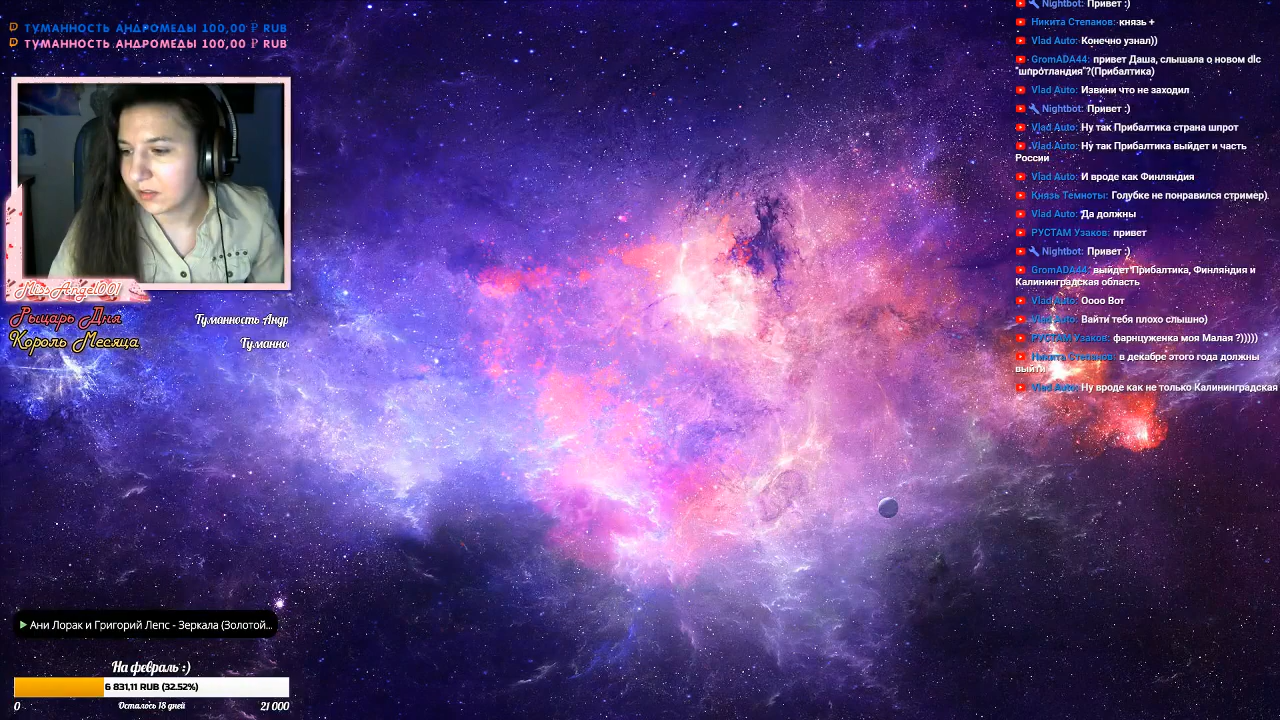 ТУМАННОСТЬ АНДРОМЕДЫ 100,00 ₽ RUB
ТУМАННОСТЬ АНДРОМЕДЫ 100,00 ₽ RUB
MissAngel001
Рыцарь Дня
Туманность Андр
Король Месяца
Туманно
Ани Лорак и Григорий Лепс - Зеркала (Золотой...
На февраль :)
6 831,11 RUB (32.52%)
0
Осталось 18 дней
21 000
Nightbot: Привет :)
Никита Степанов: князь +
Vlad Auto: Конечно узнал))
GromADA44: привет Даша, слышала о новом dlc
"шпротландия"?(Прибалтика)
Vlad Auto: Извини что не заходил
Nightbot: Привет :)
Vlad Auto: Ну так Прибалтика страна шпрот
Vlad Auto: Ну так Прибалтика выйдет и часть
России
Vlad Auto: И вроде как Финляндия
Князь Темноты: Голубке не понравился стример)
Vlad Auto: Да должны
РУСТАМ Узаков: привет
Nightbot: Привет :)
GromADA44: выйдет Прибалтика, Финляндия и
Калининградская область
Vlad Auto: Оооо Вот
Vlad Auto: Вайти тебя плохо слышно)
РУСТАМ Узаков: фарнцуженка моя Малая ?)))))
Никита Степанов: в декабре этого года должны
выйти
Vlad Auto: Ну вроде как не только Калининградская